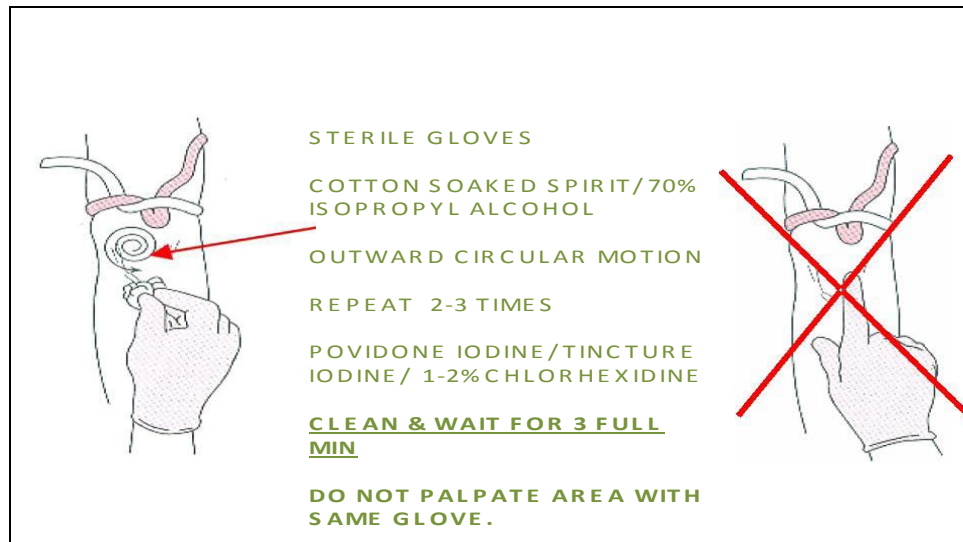 STERILE GLOVES
COTTON SOAKED SPIRIT/70%
ISOPROPYL ALCOHOL
OUTWARD CIRCULAR MOTION
REPEAT 2-3 TIMES
POVIDONE IODINE/TINCTURE
IODINE/ 1-2% CHLORHEXIDINE
CLEAN & WAIT FOR 3 FULL
MIN
DO NOT PALPATE AREA WITH
SAME GLOVE.